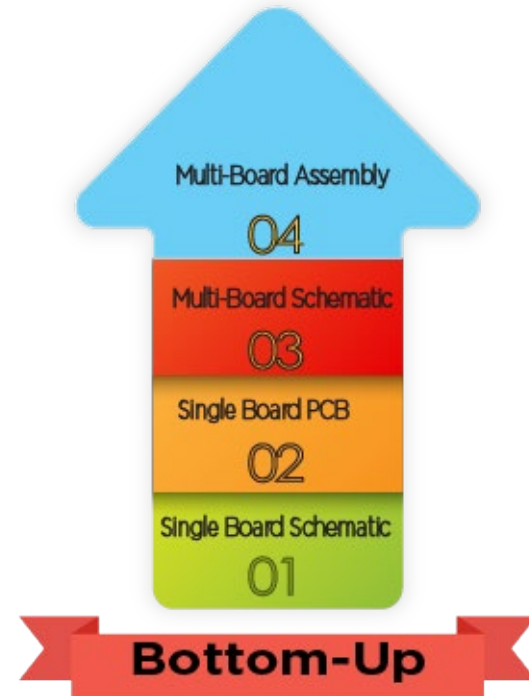 Multi-Board Assembly
04
Multi-Board Schematic
03
Single Board PCB
02
Single Board Schematic
01
Bottom-Up